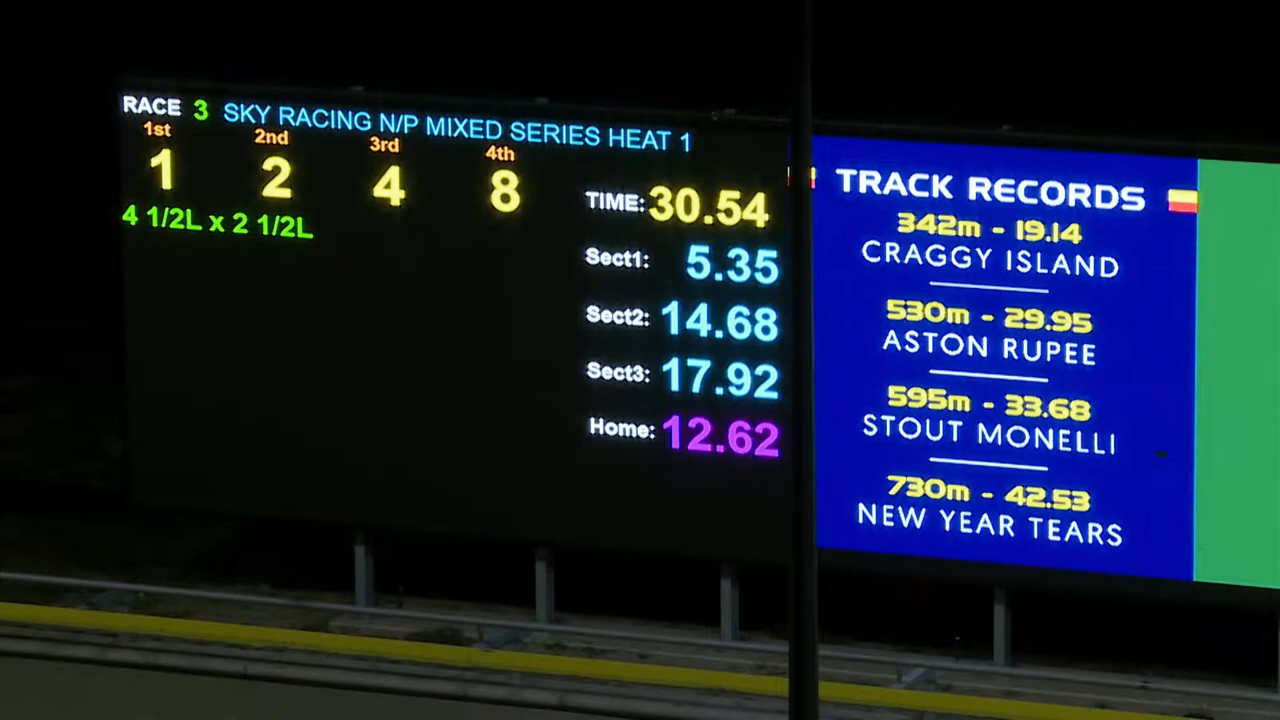 RACE 3 SKY RACING N/P MIXED SERIES HEAT 1
1st 2nd 3rd 4th
1 2 4 8
4 1/2L x 2 1/2L
TIME: 30.54
Sect1: 5.35
Sect2: 14.68
Sect3: 17.92
Home: 12.62
TRACK RECORDS
342m - 19.14
CRAGGY ISLAND
530m - 29.95
ASTON RUPEE
595m - 33.68
STOUT MONELLI
730m - 42.53
NEW YEAR TEARS